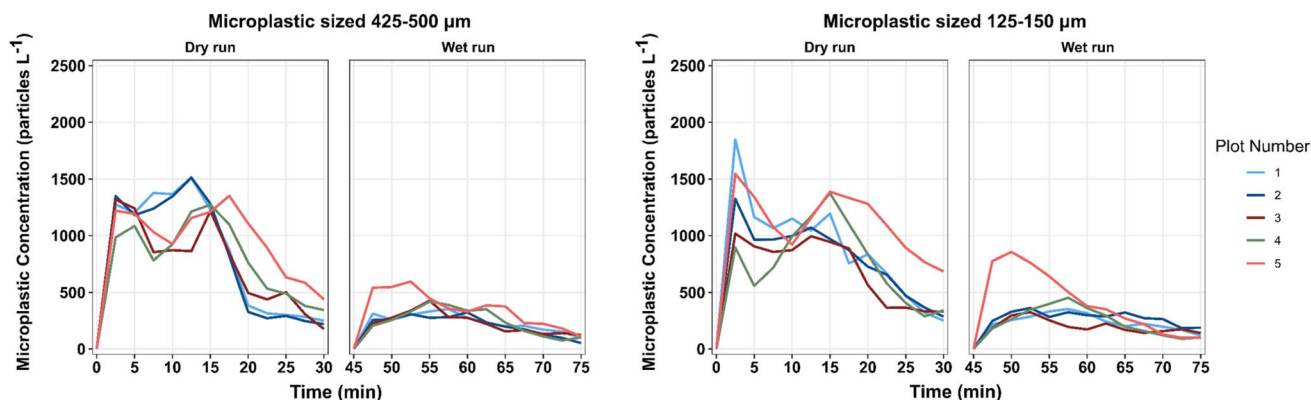 Microplastic sized 425-500 µm
Dry run
Wet run
Microplastic Concentration (particles L⁻¹)
2500
2000
1500
1000
500
0
0 5 10 15 20 25 30
45 50 55 60 65 70 75
Time (min)
Microplastic sized 125-150 µm
Dry run
Wet run
Microplastic Concentration (particles L⁻¹)
2500
2000
1500
1000
500
0
0 5 10 15 20 25 30
45 50 55 60 65 70 75
Time (min)
Plot Number
1
2
3
4
5